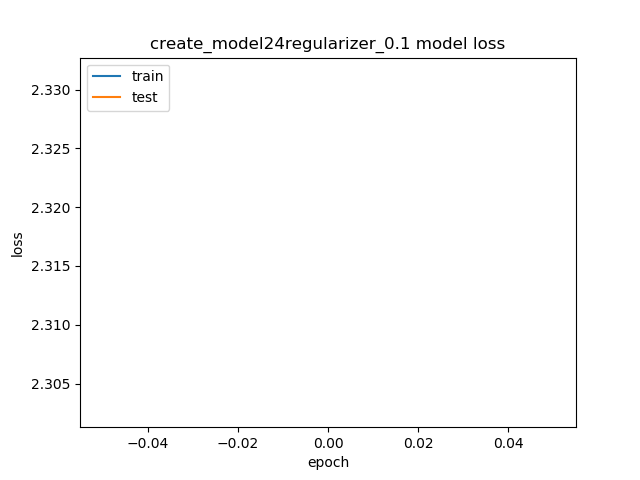 create_model24regularizer_0.1 model loss
train
test
2.330
2.325
2.320
2.315
2.310
2.305
loss
−0.04
−0.02
0.00
0.02
0.04
epoch